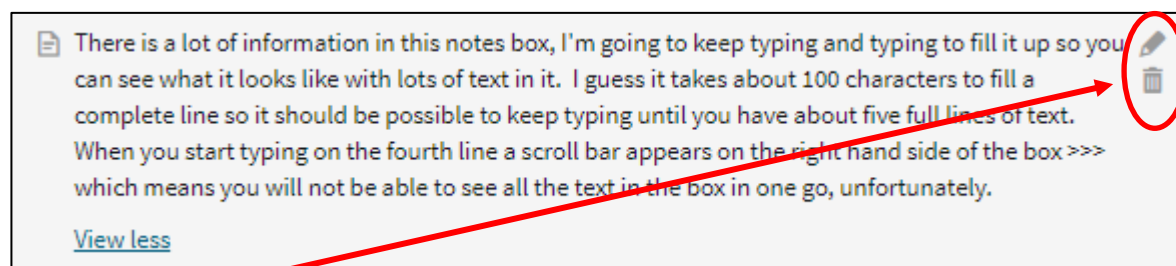 There is a lot of information in this notes box, I'm going to keep typing and typing to fill it up so you
can see what it looks like with lots of text in it.  I guess it takes about 100 characters to fill a
complete line so it should be possible to keep typing until you have about five full lines of text.
When you start typing on the fourth line a scroll bar appears on the right hand side of the box >>>
which means you will not be able to see all the text in the box in one go, unfortunately.
View less